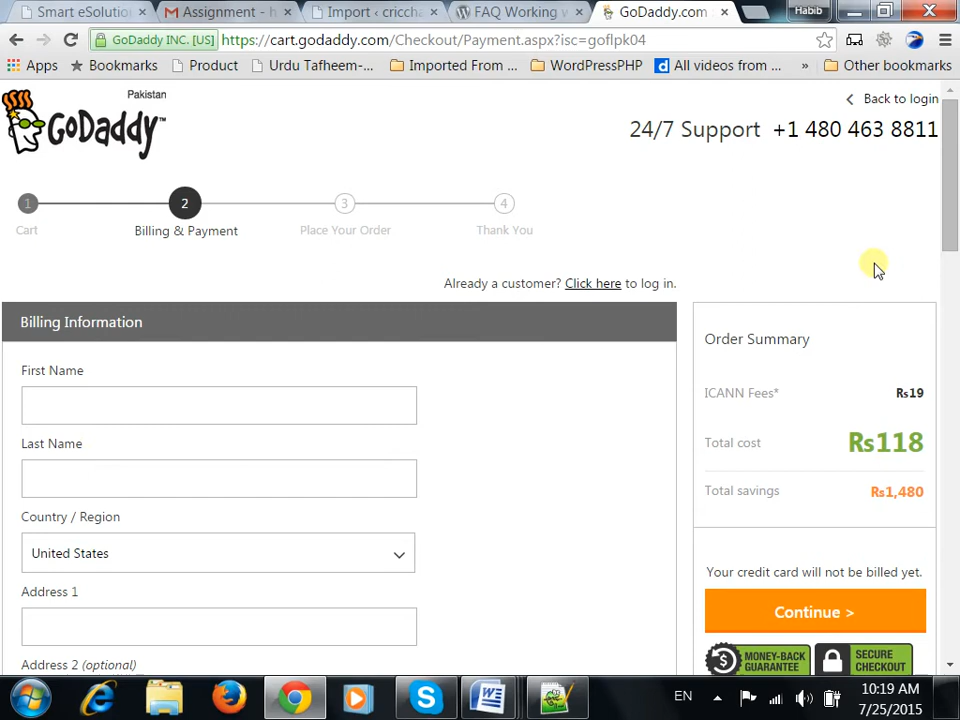 Smart eSolutio
Assignment - h
Import ‹ cricch
FAQ Working v
GoDaddy.com
Habib
GoDaddy INC. [US]
https://cart.godaddy.com/Checkout/Payment.aspx?isc=goflpk04
Apps
Bookmarks
Product
Urdu Tafheem-...
Imported From ...
WordPressPHP
All videos from ...
»
Other bookmarks
Pakistan
GoDaddy™
Back to login
24/7 Support +1 480 463 8811
1
2
3
4
Cart
Billing & Payment
Place Your Order
Thank You
Already a customer? Click here to log in.
Billing Information
First Name
Last Name
Country / Region
United States
Address 1
Address 2 (optional)
Order Summary
ICANN Fees* Rs19
Total cost Rs118
Total savings Rs1,480
Your credit card will not be billed yet.
Continue >
MONEY-BACK
GUARANTEE
SECURE
CHECKOUT
EN
10:19 AM
7/25/2015